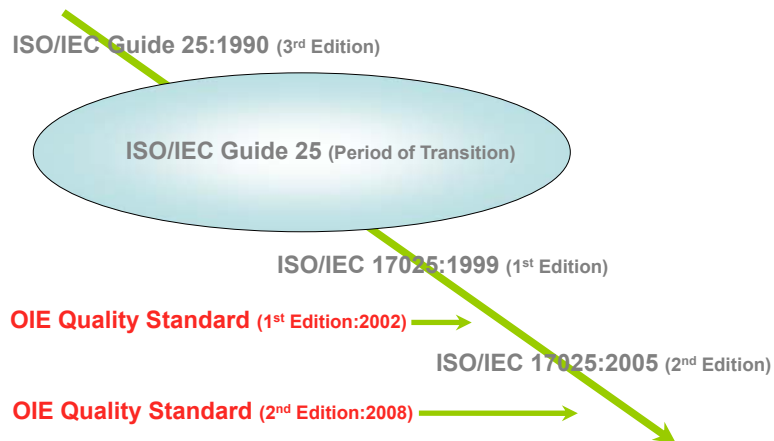 ISO/IEC Guide 25:1990 (3rd Edition)
ISO/IEC Guide 25 (Period of Transition)
ISO/IEC 17025:1999 (1st Edition)
OIE Quality Standard (1st Edition:2002)
ISO/IEC 17025:2005 (2nd Edition)
OIE Quality Standard (2nd Edition:2008)